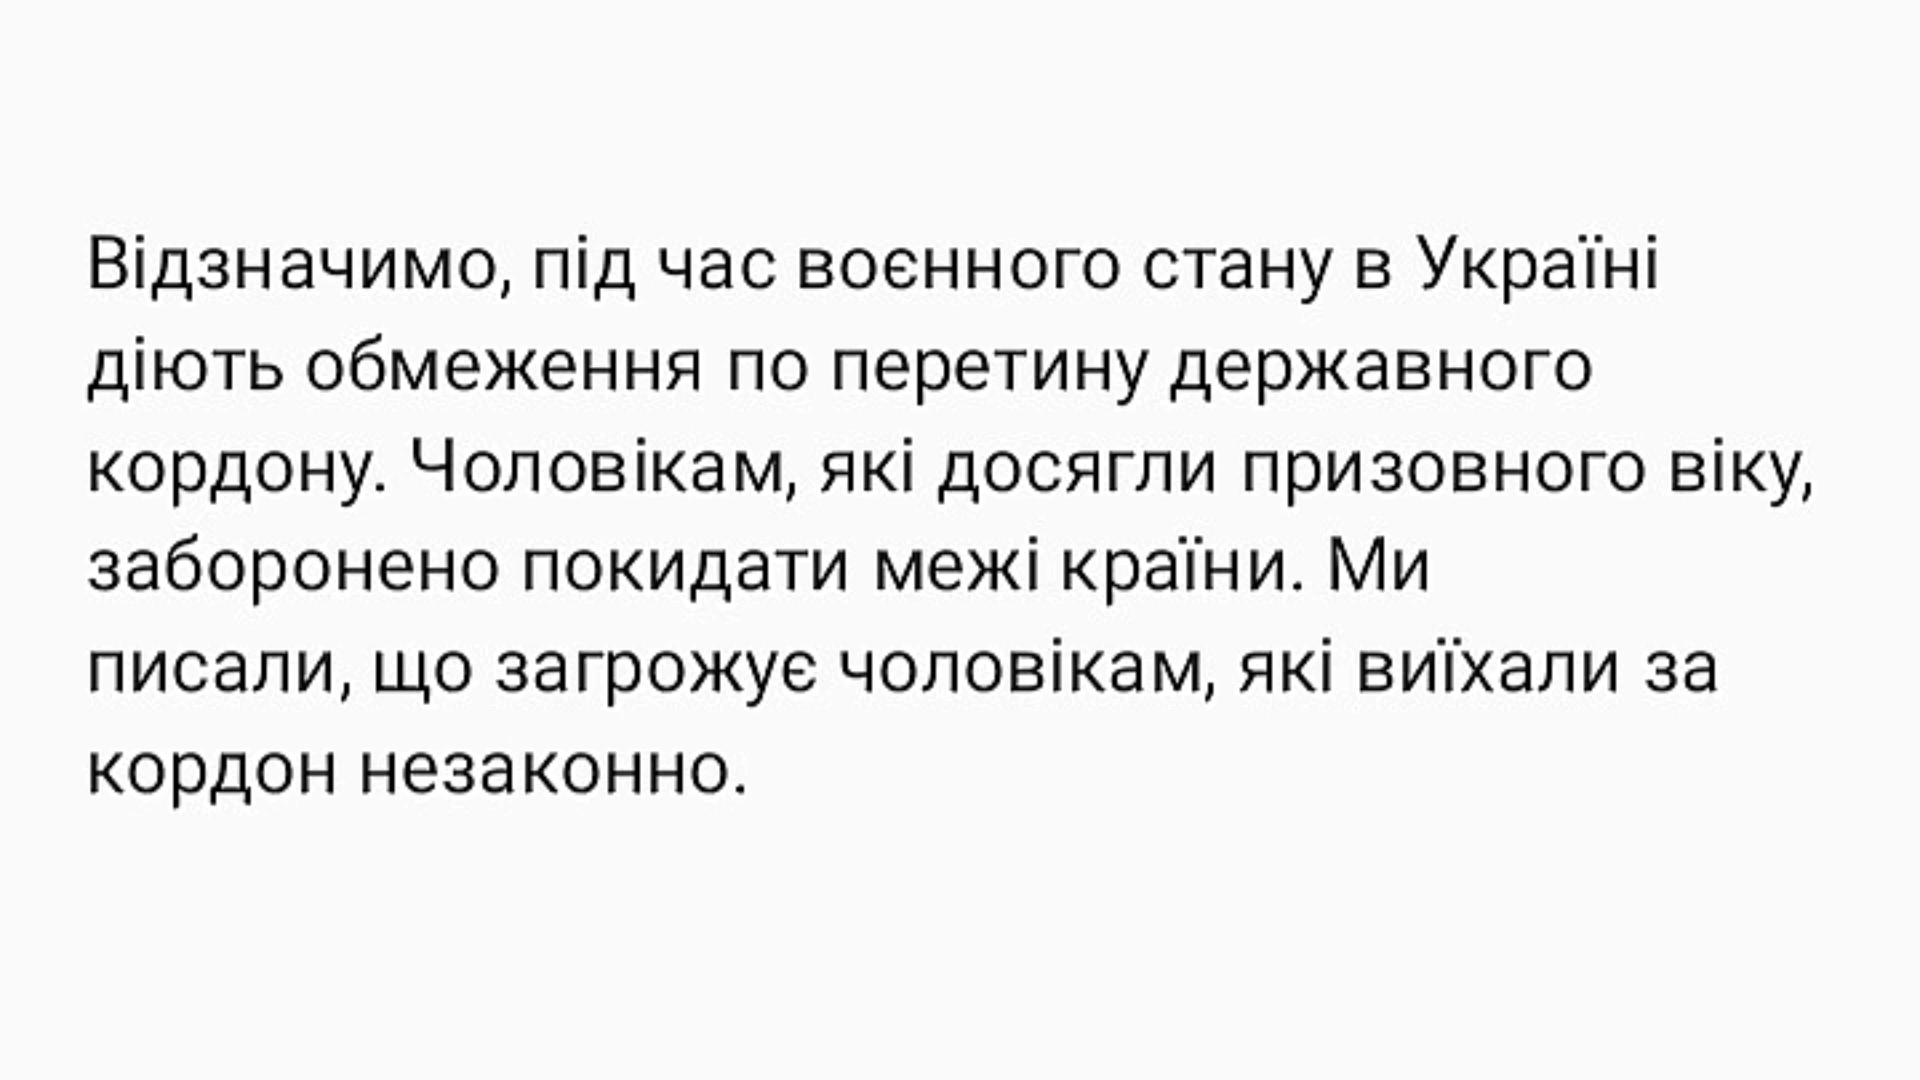 Відзначимо, під час воєнного стану в Україні
діють обмеження по перетину державного
кордону. Чоловікам, які досягли призовного віку,
заборонено покидати межі країни. Ми
писали, що загрожує чоловікам, які виїхали за
кордон незаконно.